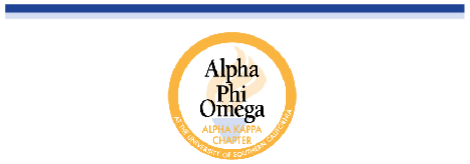 Alpha
Phi
Omega
ALPHA KAPPA
CHAPTER
AT THE UNIVERSITY OF SOUTHERN CALIFORNIA